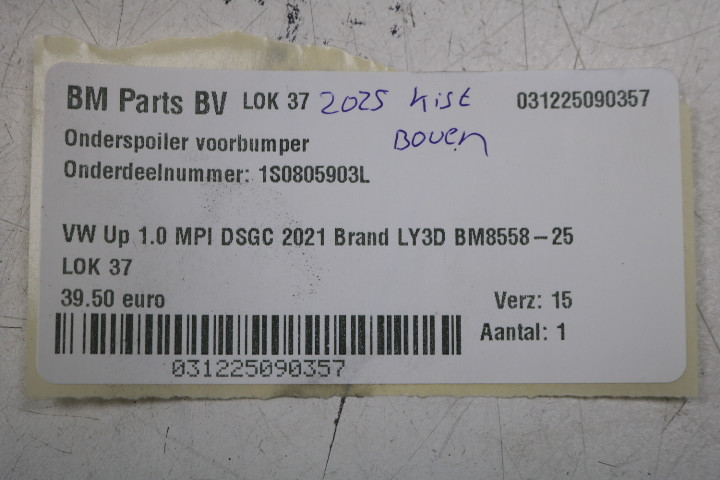 BM Parts BV LOK 37 2025 kist 031225090357
Onderspoiler voorbumper Boven
Onderdeelnummer: 1S0805903L
VW Up 1.0 MPI DSGC 2021 Brand LY3D BM8558-25
LOK 37
39.50 euro Verz: 15
Aantal: 1
031225090357